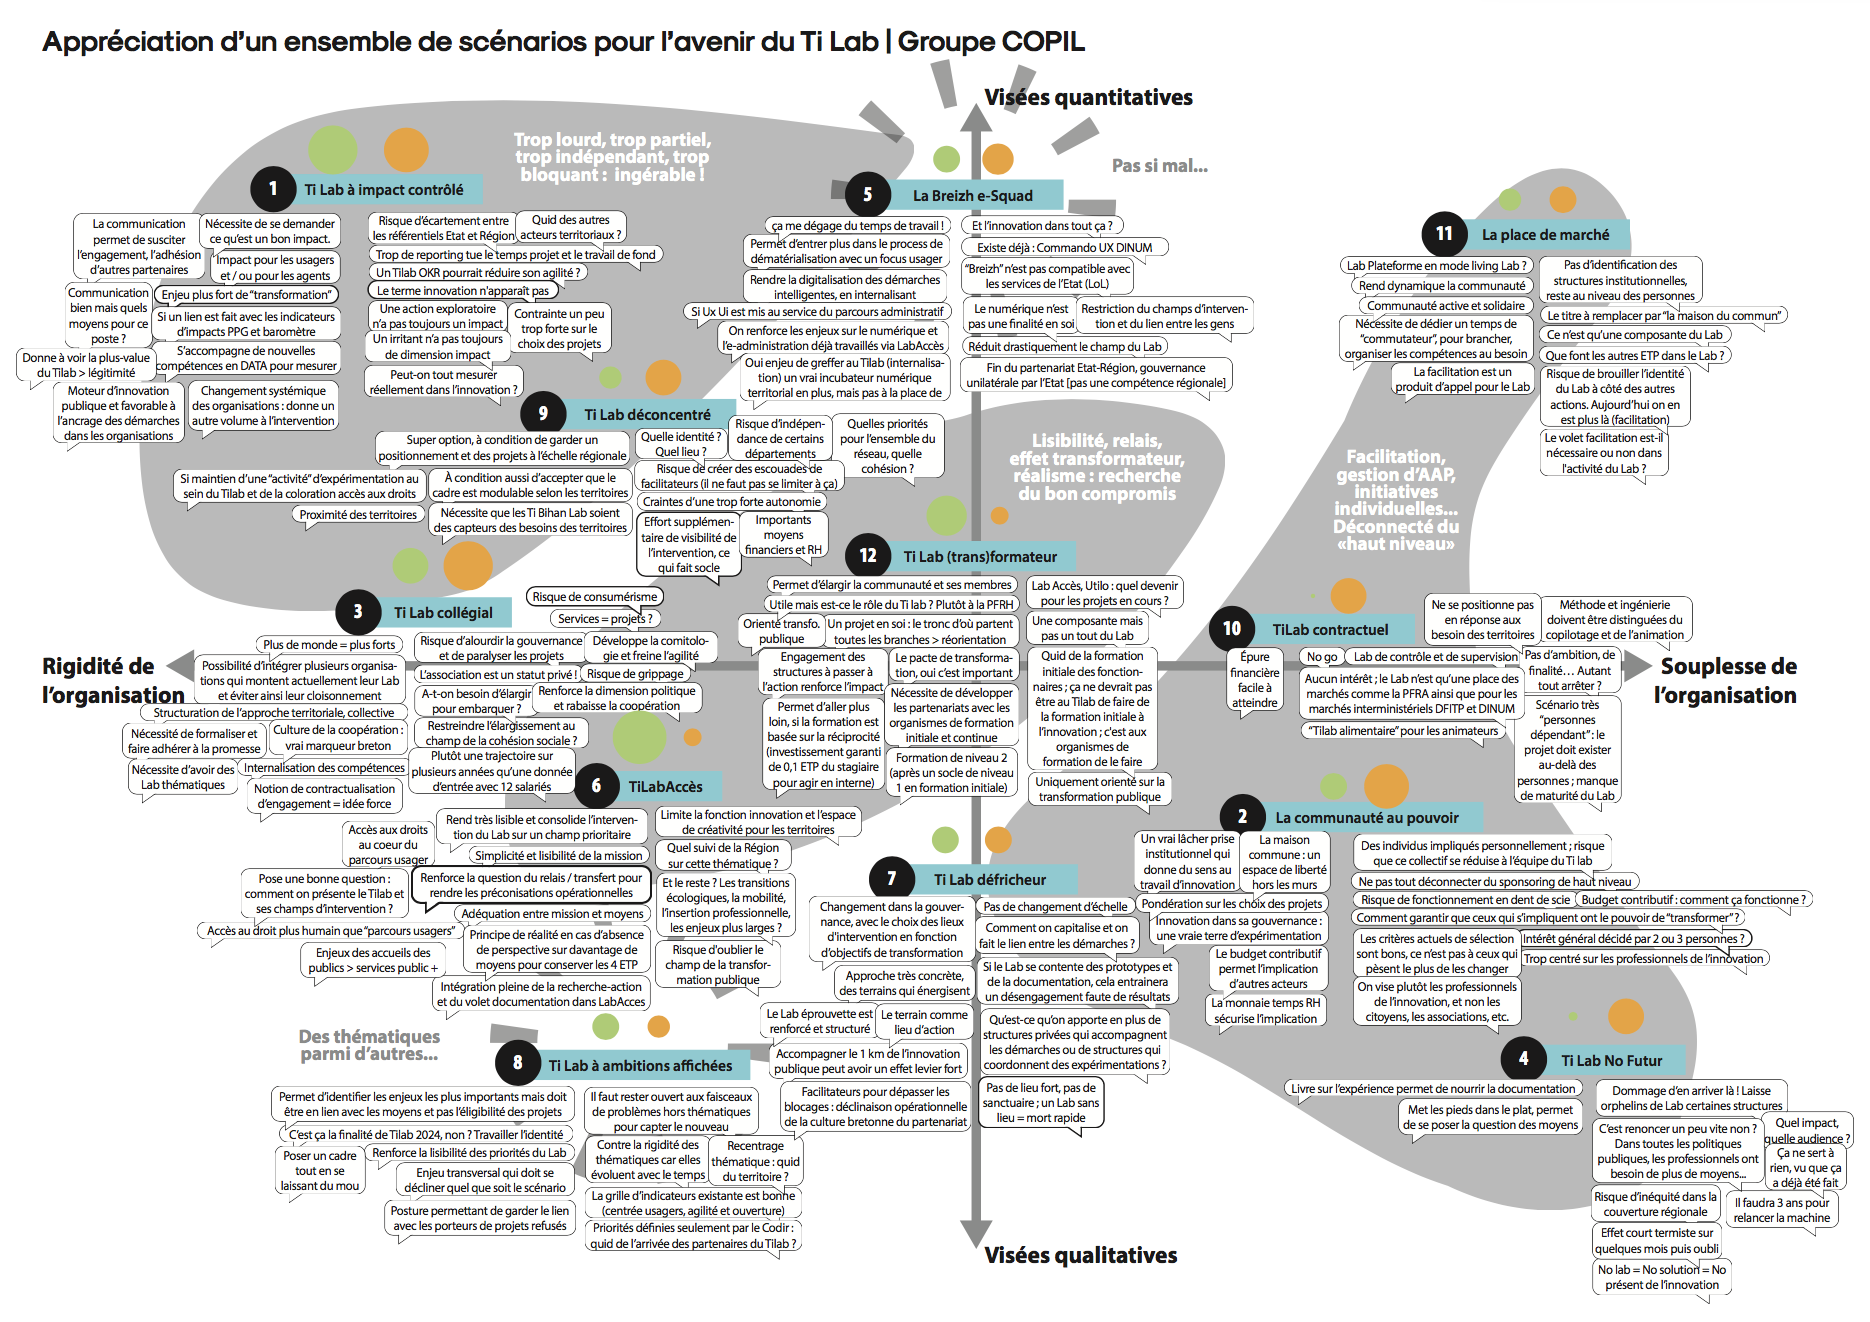 Appréciation d’un ensemble de scénarios pour l’avenir du Ti Lab | Groupe COPIL
Visées quantitatives
Visées qualitatives
Rigidité de
l’organisation
Souplesse de
l’organisation
Trop lourd, trop partiel,
trop indépendant, trop
bloquant : ingérable !
Pas si mal...
Lisibilité, relais,
effet transformateur,
réalisme : recherche
du bon compromis
Facilitation,
gestion d’AAP,
initiatives
individuelles...
Déconnecté du
«haut niveau»
Des thématiques
parmi d’autres...
1
Ti Lab à impact contrôlé
La communication
permet de susciter
l’engagement, l’adhésion
d’autres partenaires
Nécessite de se demander
ce qu’est un bon impact.
Impact pour les usagers
et / ou pour les agents
Communication
bien mais quels
moyens pour ce
poste ?
Enjeu plus fort de “transformation”
Si un lien est fait avec les indicateurs
d’impacts PPG et baromètre
Donne à voir la plus-value
du Tilab > légitimité
S’accompagne de nouvelles
compétences en DATA pour mesurer
Moteur d’innovation
publique et favorable à
l’ancrage des démarches
dans les organisations
Changement systémique
des organisations : donne un
autre volume à l’intervention
Risque d’écartement entre
les référentiels Etat et Région
Quid des autres
acteurs territoriaux ?
Trop de reporting tue le temps projet et le travail de fond
Un Tilab OKR pourrait réduire son agilité ?
Le terme innovation n'apparaît pas
Une action exploratoire
n’a pas toujours un impact
Contrainte un peu
trop forte sur le
choix des projets
Un irritant n’a pas toujours
de dimension impact
Peut-on tout mesurer
réellement dans l’innovation ?
5
La Breizh e-Squad
ça me dégage du temps de travail !
Permet d’entrer plus dans le process de
dématérialisation avec un focus usager
Rendre la digitalisation des démarches
intelligentes, en internalisant
Si Ux Ui est mis au service du parcours administratif
On renforce les enjeux sur le numérique et
l’e-administration déjà travaillés via LabAccès
Oui enjeu de greffer au Tilab (internalisa-
tion) un vrai incubateur numérique
territorial en plus, mais pas à la place de
Et l’innovation dans tout ça ?
Existe déjà : Commando UX DINUM
“Breizh” n’est pas compatible avec
les services de l’Etat (LoL)
Le numérique n’est
pas une finalité en soi
Restriction du champs d’interven-
tion et du lien entre les gens
Réduit drastiquement le champ du Lab
Fin du partenariat Etat-Région, gouvernance
unilatérale par l’Etat [pas une compétence régionale]
11
La place de marché
Lab Plateforme en mode living Lab ?
Rend dynamique la communauté
Communauté active et solidaire
Nécessite de dédier un temps de
“commutateur”, pour brancher,
organiser les compétences au besoin
La facilitation est un
produit d’appel pour le Lab
Pas d’identification des
structures institutionnelles,
reste au niveau des personnes
Le titre à remplacer par “la maison du commun”
Ce n’est qu’une composante du Lab
Que font les autres ETP dans le Lab ?
Risque de brouiller l’identité
du Lab à côté des autres
actions. Aujourd’hui on en
est plus là (facilitation)
Le volet facilitation est-il
nécessaire ou non dans
l'activité du Lab ?
9
Ti Lab déconcentré
Super option, à condition de garder un
positionnement et des projets à l’échelle régionale
Si maintien d’une “activité” d’expérimentation au
sein du Tilab et de la coloration accès aux droits
À condition aussi d’accepter que le
cadre est modulable selon les territoires
Proximité des territoires
Nécessite que les Ti Bihan Lab soient
des capteurs des besoins des territoires
Quelle identité ?
Quel lieu ?
Risque d’indépen-
dance de certains
départements
Quelles priorités
pour l’ensemble du
réseau, quelle
cohésion ?
Risque de créer des escouades de
facilitateurs (il ne faut pas se limiter à ça)
Craintes d’une trop forte autonomie
Effort supplémen-
taire de visibilité de
l’intervention, ce
qui fait socle
Importants
moyens
financiers et RH
12
Ti Lab (trans)formateur
Permet d’élargir la communauté et ses membres
Utile mais est-ce le rôle du Ti lab ? Plutôt à la PFRH
Orienté transfo.
publique
Un projet en soi : le tronc d’où partent
toutes les branches > réorientation
Engagement des
structures à passer à
l’action renforce l’impact
Le pacte de transforma-
tion, oui c’est important
Permet d’aller plus
loin, si la formation est
basée sur la réciprocité
(investissement garanti
de 0,1 ETP du stagiaire
pour agir en interne)
Nécessité de développer
les partenariats avec les
organismes de formation
initiale et continue
Formation de niveau 2
(après un socle de niveau
1 en formation initiale)
Lab Accès, Utilo : quel devenir
pour les projets en cours ?
Une composante mais
pas un tout du Lab
Quid de la formation
initiale des fonction-
naires ; ça ne devrait pas
être au Tilab de faire de
la formation initiale à
l’innovation ; c'est aux
organismes de
formation de le faire
Uniquement orienté sur la
transformation publique
3
Ti Lab collégial
Plus de monde = plus forts
Possibilité d’intégrer plusieurs organisa-
tions qui montent actuellement leur Lab
et éviter ainsi leur cloisonnement
Structuration de l’approche territoriale, collective
Nécessité de formaliser et
faire adhérer à la promesse
Culture de la coopération :
vrai marqueur breton
Nécessite d’avoir des
Lab thématiques
Internalisation des compétences
Notion de contractualisation
d’engagement = idée force
Risque de consumérisme
Services = projets ?
Risque d’alourdir la gouvernance
et de paralyser les projets
Développe la comitolo-
gie et freine l’agilité
L’association est un statut privé !
Risque de grippage
A-t-on besoin d’élargir
pour embarquer ?
Renforce la dimension politique
et rabaisse la coopération
Restreindre l’élargissement au
champ de la cohésion sociale ?
Plutôt une trajectoire sur
plusieurs années qu’une donnée
d’entrée avec 12 salariés
10
TiLab contractuel
Épure
financière
facile à
atteindre
Ne se positionne pas
en réponse aux
besoin des territoires
Méthode et ingénierie
doivent être distinguées du
copilotage et de l’animation
No go
Lab de contrôle et de supervision
Pas d’ambition, de
finalité… Autant
tout arrêter ?
Aucun intérêt ; le Lab n’est qu’une place des
marchés comme la PFRA ainsi que pour les
marchés interministériels DFITP et DINUM
“Tilab alimentaire” pour les animateurs
Scénario très
“personnes
dépendant” : le
projet doit exister
au-delà des
personnes ; manque
de maturité du Lab
6
TiLabAccès
Accès aux droits
au coeur du
parcours usager
Rend très lisible et consolide l’interven-
tion du Lab sur un champ prioritaire
Simplicité et lisibilité de la mission
Pose une bonne question :
comment on présente le Tilab et
ses champs d’intervention ?
Renforce la question du relais / transfert pour
rendre les préconisations opérationnelles
Adéquation entre mission et moyens
Accès au droit plus humain que “parcours usagers”
Principe de réalité en cas d’absence
de perspective sur davantage de
moyens pour conserver les 4 ETP
Enjeux des accueils des
publics > services public +
Intégration pleine de la recherche-action
et du volet documentation dans LabAcces
Limite la fonction innovation et l’espace
de créativité pour les territoires
Quel suivi de la Région
sur cette thématique ?
Et le reste ? Les transitions
écologiques, la mobilité,
l’insertion professionnelle,
les enjeux plus larges ?
Risque d'oublier le
champ de la transfor-
mation publique
7
Ti Lab défricheur
Changement dans la gouver-
nance, avec le choix des lieux
d'intervention en fonction
d’objectifs de transformation
Approche très concrète,
des terrains qui énergisent
Le Lab éprouvette est
renforcé et structuré
Le terrain comme
lieu d’action
Accompagner le 1 km de l’innovation
publique peut avoir un effet levier fort
Facilitateurs pour dépasser les
blocages : déclinaison opérationnelle
de la culture bretonne du partenariat
Pas de changement d’échelle
Comment on capitalise et on
fait le lien entre les démarches ?
Si le Lab se contente des prototypes et
de la documentation, cela entrainera
un désengagement faute de résultats
Qu’est-ce qu’on apporte en plus de
structures privées qui accompagnent
les démarches ou de structures qui
coordonnent des expérimentations ?
Pas de lieu fort, pas de
sanctuaire ; un Lab sans
lieu = mort rapide
2
La communauté au pouvoir
Un vrai lâcher prise
institutionnel qui
donne du sens au
travail d’innovation
La maison
commune : un
espace de liberté
hors les murs
Pondération sur les choix des projets
Innovation dans sa gouvernance :
une vraie terre d’expérimentation
Le budget contributif
permet l’implication
d’autres acteurs
La monnaie temps RH
sécurise l’implication
Des individus impliqués personnellement ; risque
que ce collectif se réduise à l’équipe du Ti lab
Ne pas tout déconnecter du sponsoring de haut niveau
Risque de fonctionnement en dent de scie
Budget contributif : comment ça fonctionne ?
Comment garantir que ceux qui s’impliquent ont le pouvoir de “transformer” ?
Les critères actuels de sélection
sont bons, ce n’est pas à ceux qui
pèsent le plus de les changer
Intérêt général décidé par 2 ou 3 personnes ?
Trop centré sur les professionnels de l’innovation
On vise plutôt les professionnels
de l’innovation, et non les
citoyens, les associations, etc.
8
Ti Lab à ambitions affichées
Permet d’identifier les enjeux les plus importants mais doit
être en lien avec les moyens et pas l’éligibilité des projets
C’est ça la finalité de Tilab 2024, non ? Travailler l’identité
Poser un cadre
tout en se
laissant du mou
Renforce la lisibilité des priorités du Lab
Enjeu transversal qui doit se
décliner quel que soit le scénario
Posture permettant de garder le lien
avec les porteurs de projets refusés
Il faut rester ouvert aux faisceaux
de problèmes hors thématiques
pour capter le nouveau
Contre la rigidité des
thématiques car elles
évoluent avec le temps
Recentrage
thématique : quid
du territoire ?
La grille d’indicateurs existante est bonne
(centrée usagers, agilité et ouverture)
Priorités définies seulement par le Codir :
quid de l’arrivée des partenaires du Tilab ?
4
Ti Lab No Futur
Livre sur l’expérience permet de nourrir la documentation
Met les pieds dans le plat, permet
de se poser la question des moyens
Dommage d’en arriver là ! Laisse
orphelins de Lab certaines structures
C’est renoncer un peu vite non ?
Dans toutes les politiques
publiques, les professionnels ont
besoin de plus de moyens...
Quel impact,
quelle audience ?
Ça ne sert à
rien, vu que ça
a déjà été fait
Risque d’inéquité dans la
couverture régionale
Il faudra 3 ans pour
relancer la machine
Effet court termiste sur
quelques mois puis oubli
No lab = No solution = No
présent de l’innovation